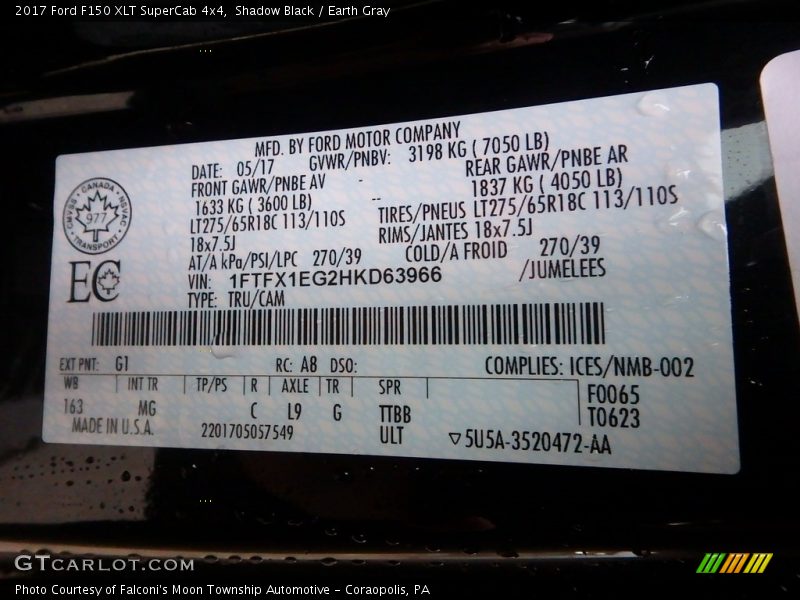 2017 Ford F150 XLT SuperCab 4x4, Shadow Black / Earth Gray
MFD. BY FORD MOTOR COMPANY
DATE: 05/17 GVWR/PNBV: 3198 KG ( 7050 LB)
FRONT GAWR/PNBE AV - REAR GAWR/PNBE AR
1633 KG ( 3600 LB) -- 1837 KG ( 4050 LB)
LT275/65R18C 113/110S TIRES/PNEUS LT275/65R18C 113/110S
18x7.5J RIMS/JANTES 18x7.5J
AT/A kPa/PSI/LPC 270/39 COLD/A FROID 270/39
VIN: 1FTFX1EG2HKD63966 /JUMELEES
TYPE: TRU/CAM
CANADA
CMVSS · NSVAC
977
TRANSPORT
EC
EXT PNT: G1 RC: A8 DSO: COMPLIES: ICES/NMB-002
WB INT TR TP/PS R AXLE TR SPR F0065
163 MG C L9 G TTBB T0623
MADE IN U.S.A. 2201705057549 ULT ▽5U5A-3520472-AA
GTCARLOT.COM
Photo Courtesy of Falconi's Moon Township Automotive - Coraopolis, PA